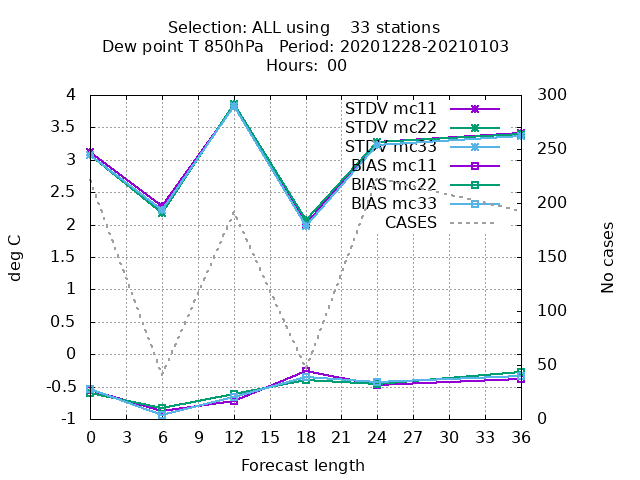 Selection: ALL using    33 stations
Dew point T 850hPa   Period: 20201228-20210103
Hours: 00
4
3.5
3
2.5
2
1.5
1
0.5
0
-0.5
-1
deg C
STDV mc11
STDV mc22
STDV mc33
BIAS mc11
BIAS mc22
BIAS mc33
CASES
300
250
200
150
100
50
0
No cases
0 3 6 9 12 15 18 21 24 27 30 33 36
Forecast length